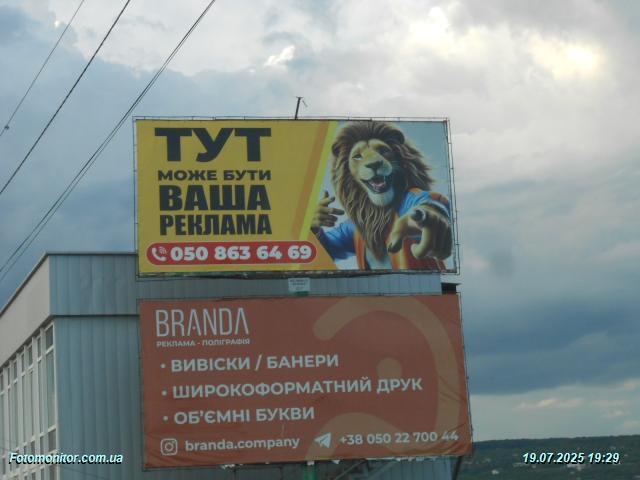 ТУТ
МОЖЕ БУТИ
ВАША
РЕКЛАМА
050 863 64 69
BRANDA
РЕКЛАМА - ПОЛІГРАФІЯ
• ВИВІСКИ / БАНЕРИ
• ШИРОКОФОРМАТНИЙ ДРУК
• ОБ'ЄМНІ БУКВИ
branda.company +38 050 22 700 44
Fotomonitor.com.ua 19.07.2025 19:29